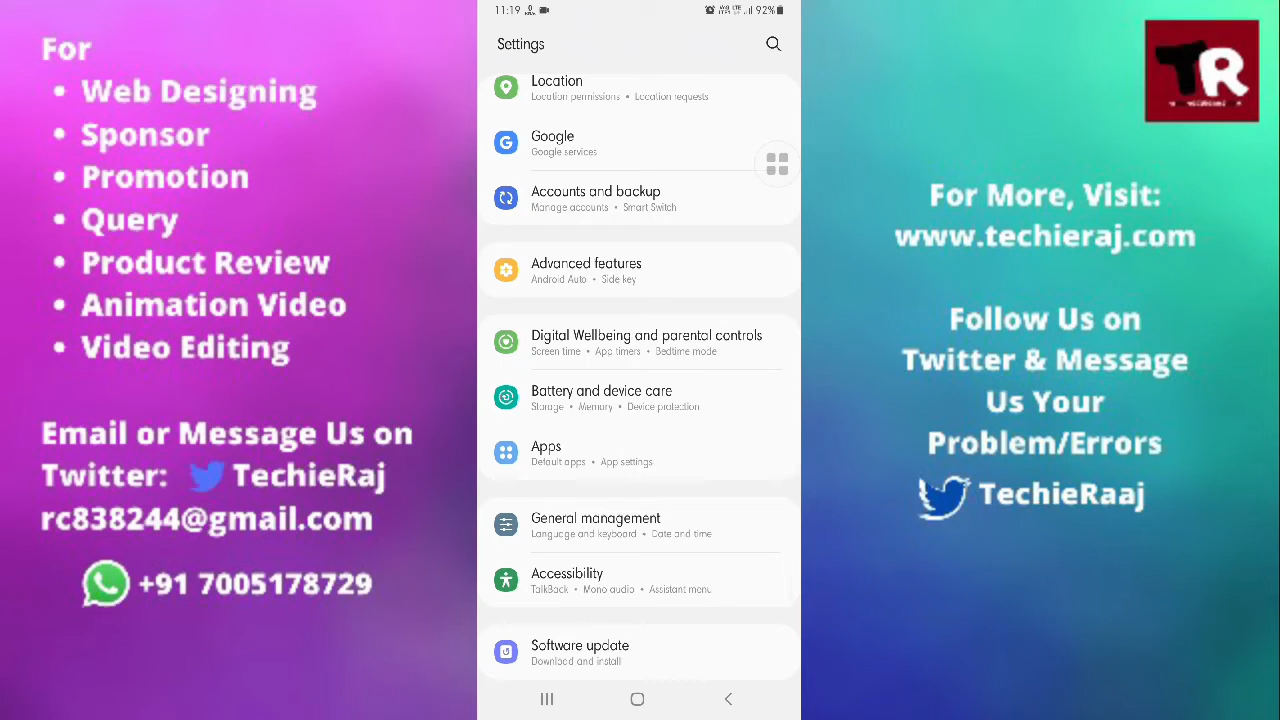 For
• Web Designing
• Sponsor
• Promotion
• Query
• Product Review
• Animation Video
• Video Editing
Email or Message Us on
Twitter: TechieRaj
rc838244@gmail.com
+91 7005178729
11:19 92%
Settings
Location
Location permissions • Location requests
Google
Google services
Accounts and backup
Manage accounts • Smart Switch
Advanced features
Android Auto • Side key
Digital Wellbeing and parental controls
Screen time • App timers • Bedtime mode
Battery and device care
Storage • Memory • Device protection
Apps
Default apps • App settings
General management
Language and keyboard • Date and time
Accessibility
TalkBack • Mono audio • Assistant menu
Software update
Download and install
TR
For More, Visit:
www.techieraj.com
Follow Us on
Twitter & Message
Us Your
Problem/Errors
TechieRaaj